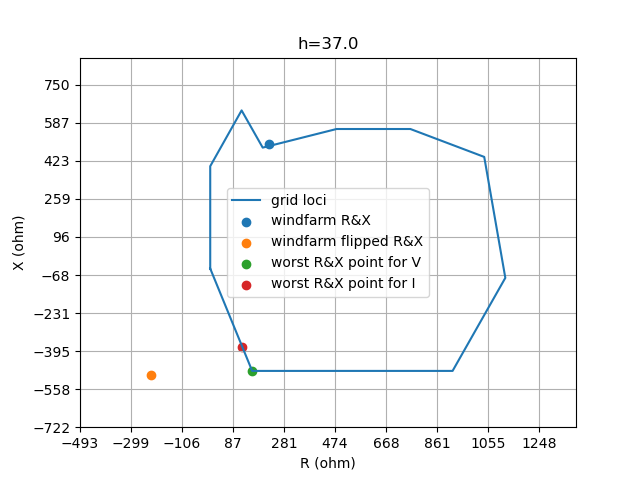 h=37.0
750
587
423
259
96
−68
−231
−395
−558
−722
X (ohm)
grid loci
windfarm R&X
windfarm flipped R&X
worst R&X point for V
worst R&X point for I
−493 −299 −106 87 281 474 668 861 1055 1248
R (ohm)